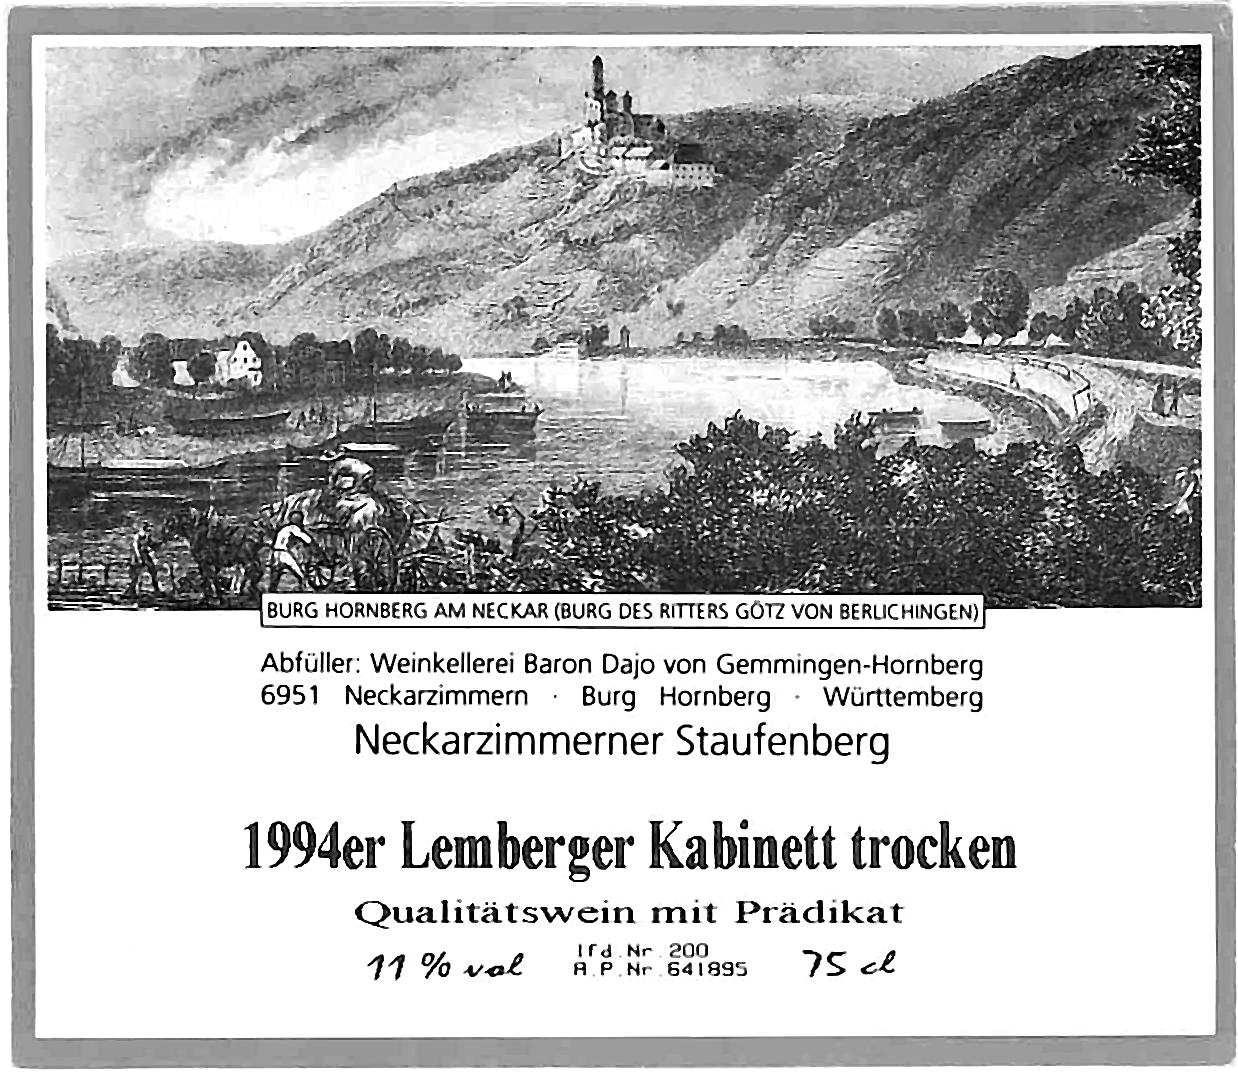 BURG HORNBERG AM NECKAR (BURG DES RITTERS GÖTZ VON BERLICHINGEN)
Abfüller: Weinkellerei Baron Dajo von Gemmingen-Hornberg
6951 Neckarzimmern · Burg Hornberg · Württemberg
Neckarzimmerner Staufenberg
1994er Lemberger Kabinett trocken
Qualitätswein mit Prädikat
11 % vol lfd.Nr.200 75 cl
A.P.Nr.641895